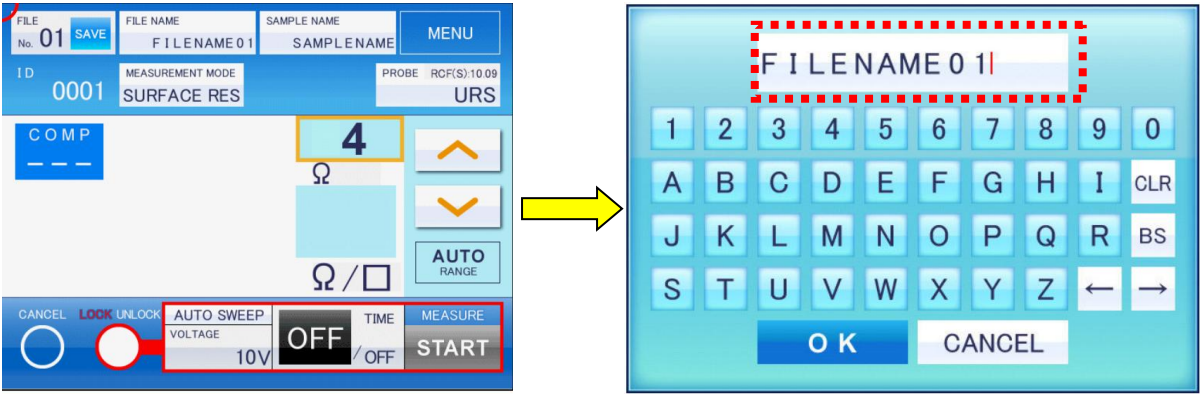 FILE No. 01 SAVE
FILE NAME
FILENAME01
SAMPLE NAME
SAMPLENAME
MENU
ID
0001
MEASUREMENT MODE
SURFACE RES
PROBE RCF(S):10.09
URS
COMP
---
4
Ω
Ω/□
AUTO
RANGE
CANCEL LOCK UNLOCK
AUTO SWEEP
VOLTAGE
10V
OFF
TIME
/OFF
MEASURE
START
FILENAME01
1 2 3 4 5 6 7 8 9 0
A B C D E F G H I CLR
J K L M N O P Q R BS
S T U V W X Y Z ← →
OK CANCEL